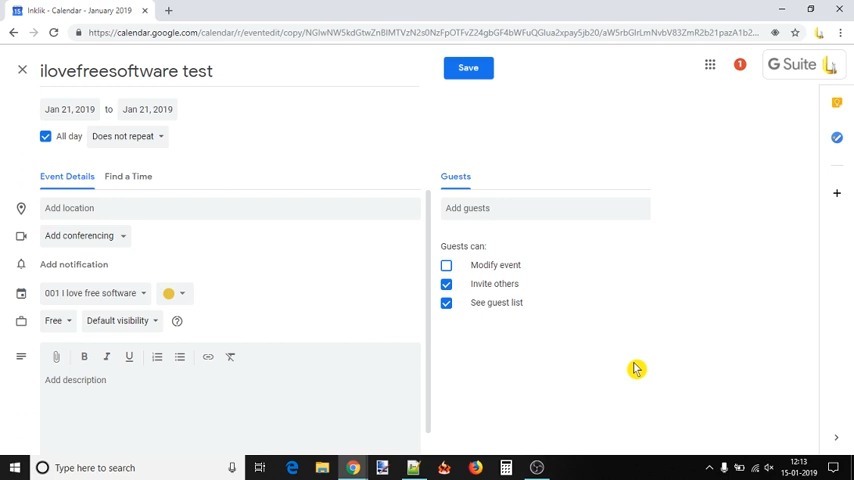 Inklik - Calendar - January 2019
https://calendar.google.com/calendar/r/eventedit/copy/
ilovefreesoftware test
Save
1
G Suite
Jan 21, 2019 to Jan 21, 2019
All day Does not repeat
Event Details Find a Time
Guests
Add location
Add guests
Add conferencing
Guests can:
Add notification
Modify event
Invite others
001 I love free software
See guest list
Free Default visibility
B I U
Add description
Type here to search
12:13
15-01-2019